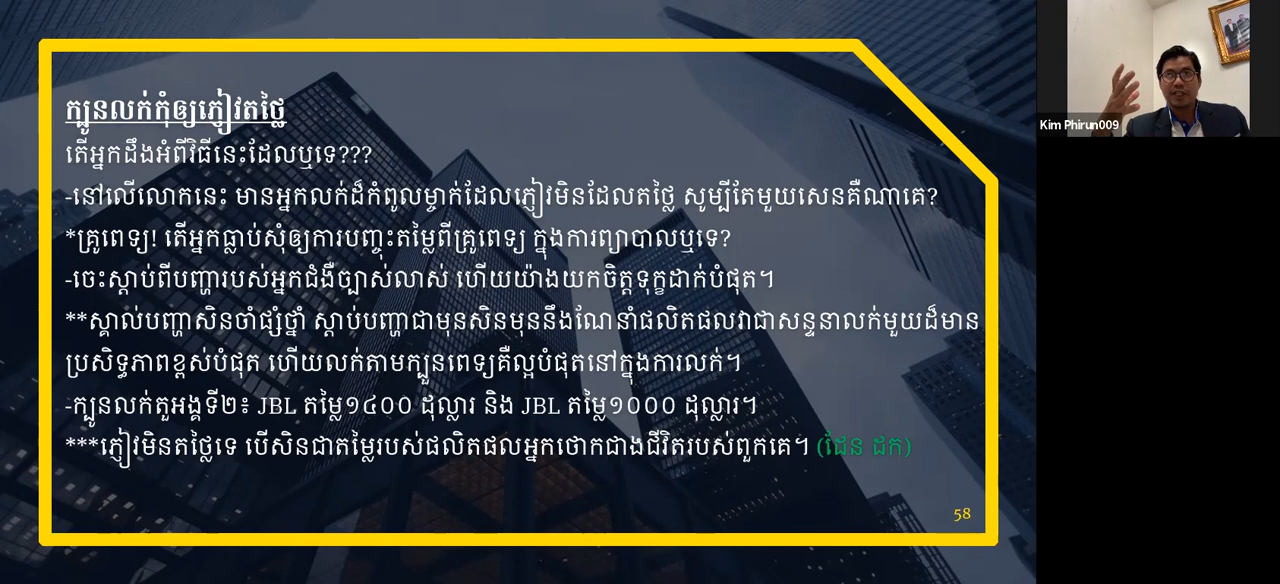 ក្បួនលក់កុំឲ្យភ្ញៀវតថ្លៃ
តើអ្នកដឹងអំពីវិធីនេះដែលឬទេ???
-នៅលើលោកនេះ មានអ្នកលក់ដ៏កំពូលម្នាក់ដែលភ្ញៀវមិនដែលតថ្លៃ សូម្បីតែមួយសេនគឺណាគេ?
*គ្រូពេទ្យ! តើអ្នកធ្លាប់សុំឲ្យការបញ្ចុះតម្លៃពីគ្រូពេទ្យ ក្នុងការព្យាបាលឬទេ?
-ចេះស្តាប់ពីបញ្ហារបស់អ្នកជំងឺច្បាស់លាស់ ហើយយ៉ាងយកចិត្តទុក្ខដាក់បំផុត។
**ស្គាល់បញ្ហាសិនចាំផ្សំថ្នាំ ស្តាប់បញ្ហាជាមុនសិនមុននឹងណែនាំផលិតផលវាជាសន្ទនាលក់មួយដ៏មាន
ប្រសិទ្ធភាពខ្ពស់បំផុត ហើយលក់តាមក្បួនពេទ្យគឺល្អបំផុតនៅក្នុងការលក់។
-ក្បួនលក់តួអង្គទី២៖ JBL តម្លៃ១៤០០ ដុល្លារ និង JBL តម្លៃ១០០០ ដុល្លារ។
***ភ្ញៀវមិនតថ្លៃទេ បើសិនជាតម្លៃរបស់ផលិតផលអ្នកថោកជាងជីវិតរបស់ពួកគេ។ (ដែន ដក)
58
Kim Phirun009